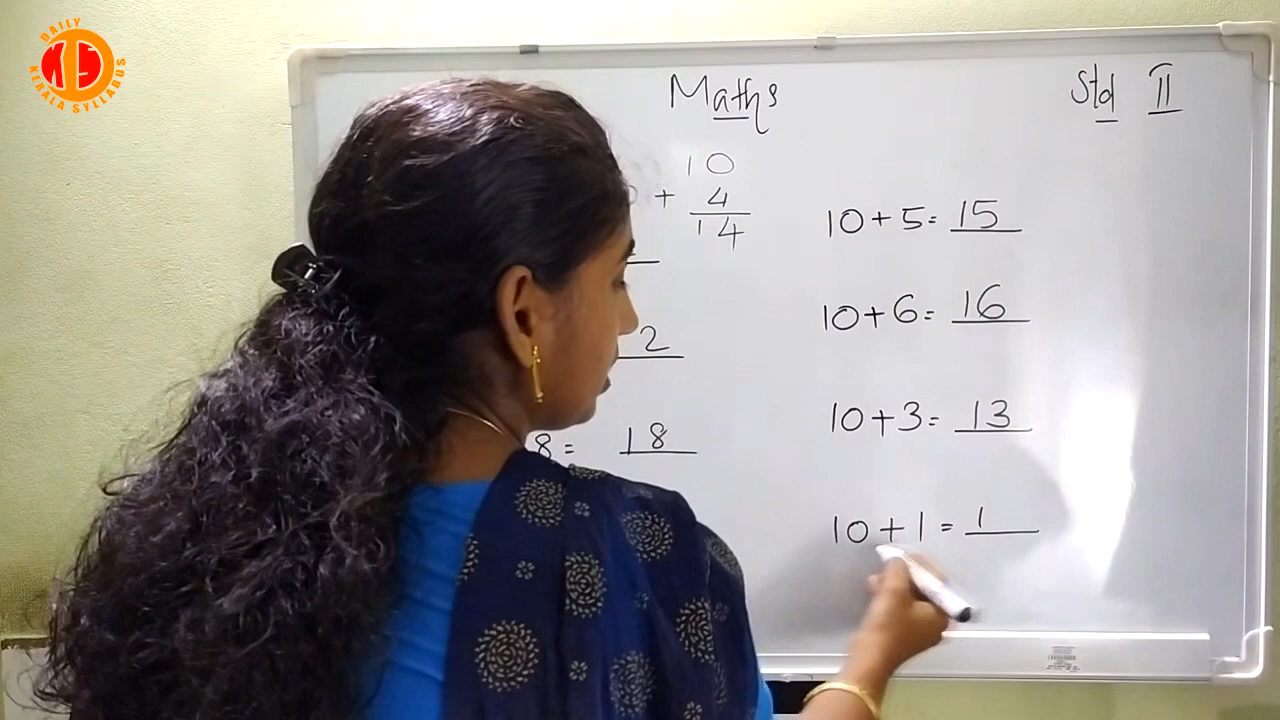 DAILY
KTS
KERALA SYLLABUS
Maths
Std II
10
+ 4
14
2
8 = 18
10 + 5 = 15
10 + 6 = 16
10 + 3 = 13
10 + 1 = 1